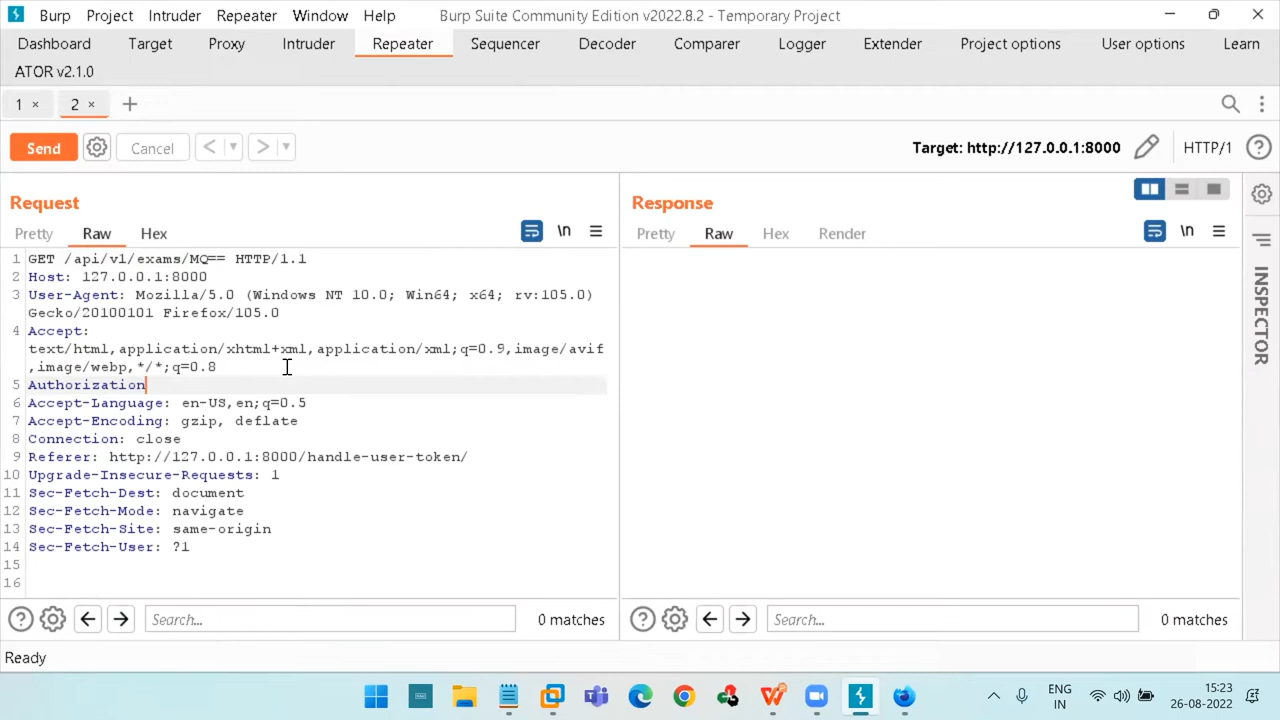 Burp Project Intruder Repeater Window Help Burp Suite Community Edition v2022.8.2 - Temporary Project
Dashboard Target Proxy Intruder Repeater Sequencer Decoder Comparer Logger Extender Project options User options Learn
ATOR v2.1.0
1 × 2 ×
Send Cancel < > Target: http://127.0.0.1:8000 HTTP/1 ?
Request
Pretty Raw Hex \n
1 GET /api/v1/exams/MQ== HTTP/1.1
2 Host: 127.0.0.1:8000
3 User-Agent: Mozilla/5.0 (Windows NT 10.0; Win64; x64; rv:105.0)
Gecko/20100101 Firefox/105.0
4 Accept:
text/html,application/xhtml+xml,application/xml;q=0.9,image/avif
,image/webp,*/*;q=0.8
5 Authorization
6 Accept-Language: en-US,en;q=0.5
7 Accept-Encoding: gzip, deflate
8 Connection: close
9 Referer: http://127.0.0.1:8000/handle-user-token/
10 Upgrade-Insecure-Requests: 1
11 Sec-Fetch-Dest: document
12 Sec-Fetch-Mode: navigate
13 Sec-Fetch-Site: same-origin
14 Sec-Fetch-User: ?1
15
16
? Search... 0 matches
Response
Pretty Raw Hex Render \n
? Search... 0 matches
INSPECTOR
Ready
ENG
IN
15:23
26-08-2022